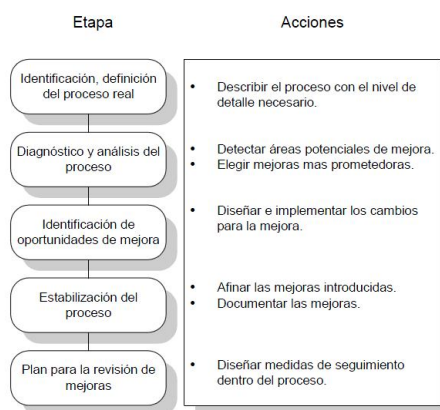 Etapa
Acciones
Identificación, definición
del proceso real
• Describir el proceso con el nivel de
detalle necesario.
Diagnóstico y análisis del
proceso
• Detectar áreas potenciales de mejora.
• Elegir mejoras mas prometedoras.
Identificación de
oportunidades de mejora
• Diseñar e implementar los cambios
para la mejora.
Estabilización del
proceso
• Afinar las mejoras introducidas.
• Documentar las mejoras.
Plan para la revisión de
mejoras
• Diseñar medidas de seguimiento
dentro del proceso.